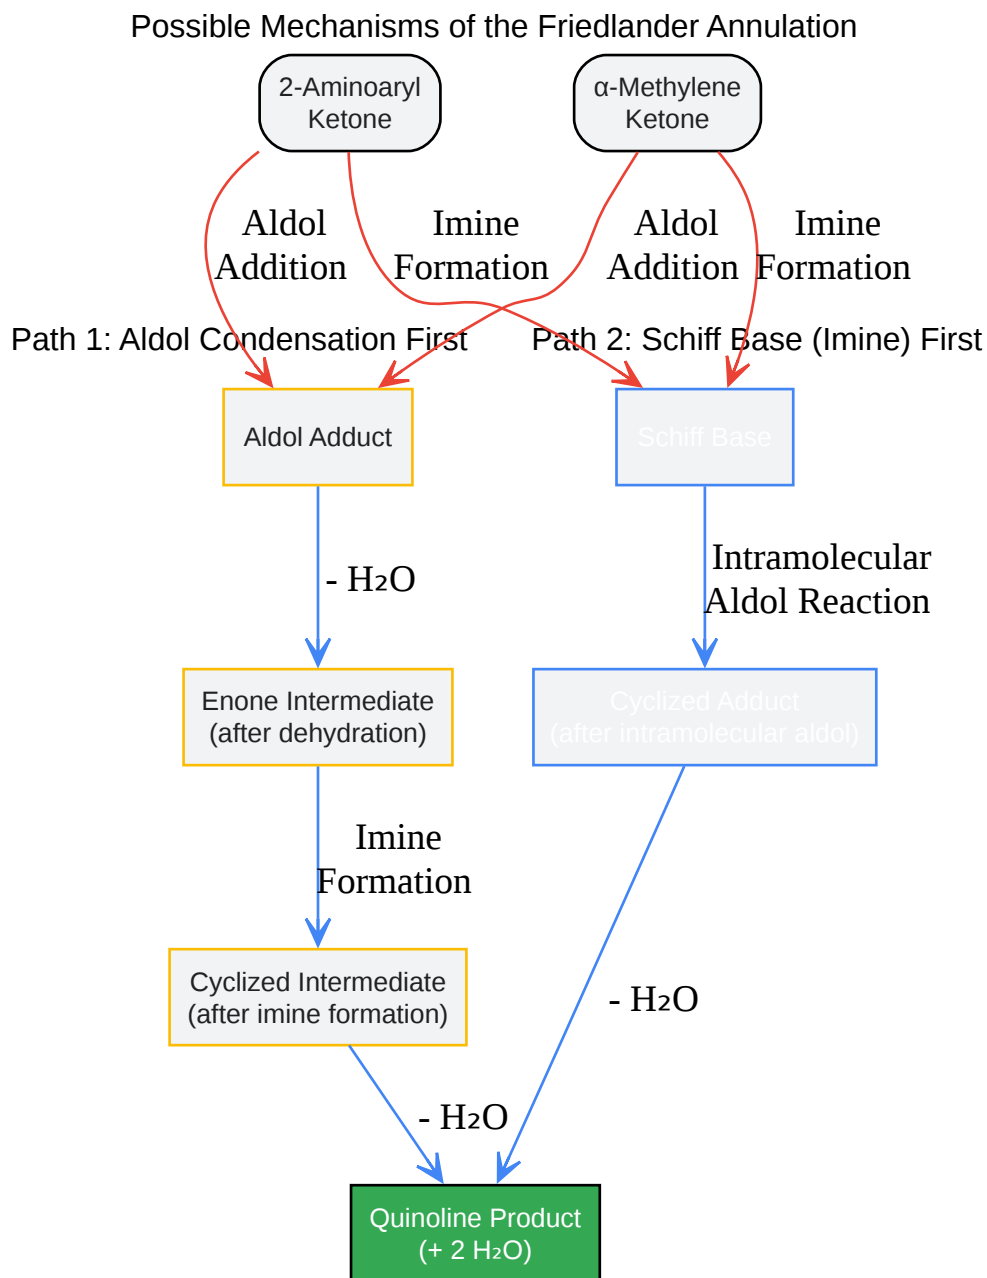 Possible Mechanisms of the Friedlander Annulation
2-Aminoaryl
Ketone
α-Methylene
Ketone
Aldol
Addition
Imine
Formation
Aldol
Addition
Imine
Formation
Path 1: Aldol Condensation First
Path 2: Schiff Base (Imine) First
Aldol Adduct
Schiff Base
- H₂O
Intramolecular
Aldol Reaction
Enone Intermediate
(after dehydration)
Cyclized Adduct
(after intramolecular aldol)
Imine
Formation
Cyclized Intermediate
(after imine formation)
- H₂O
- H₂O
Quinoline Product
(+ 2 H₂O)